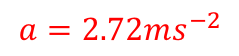 a = 2.72ms⁻²